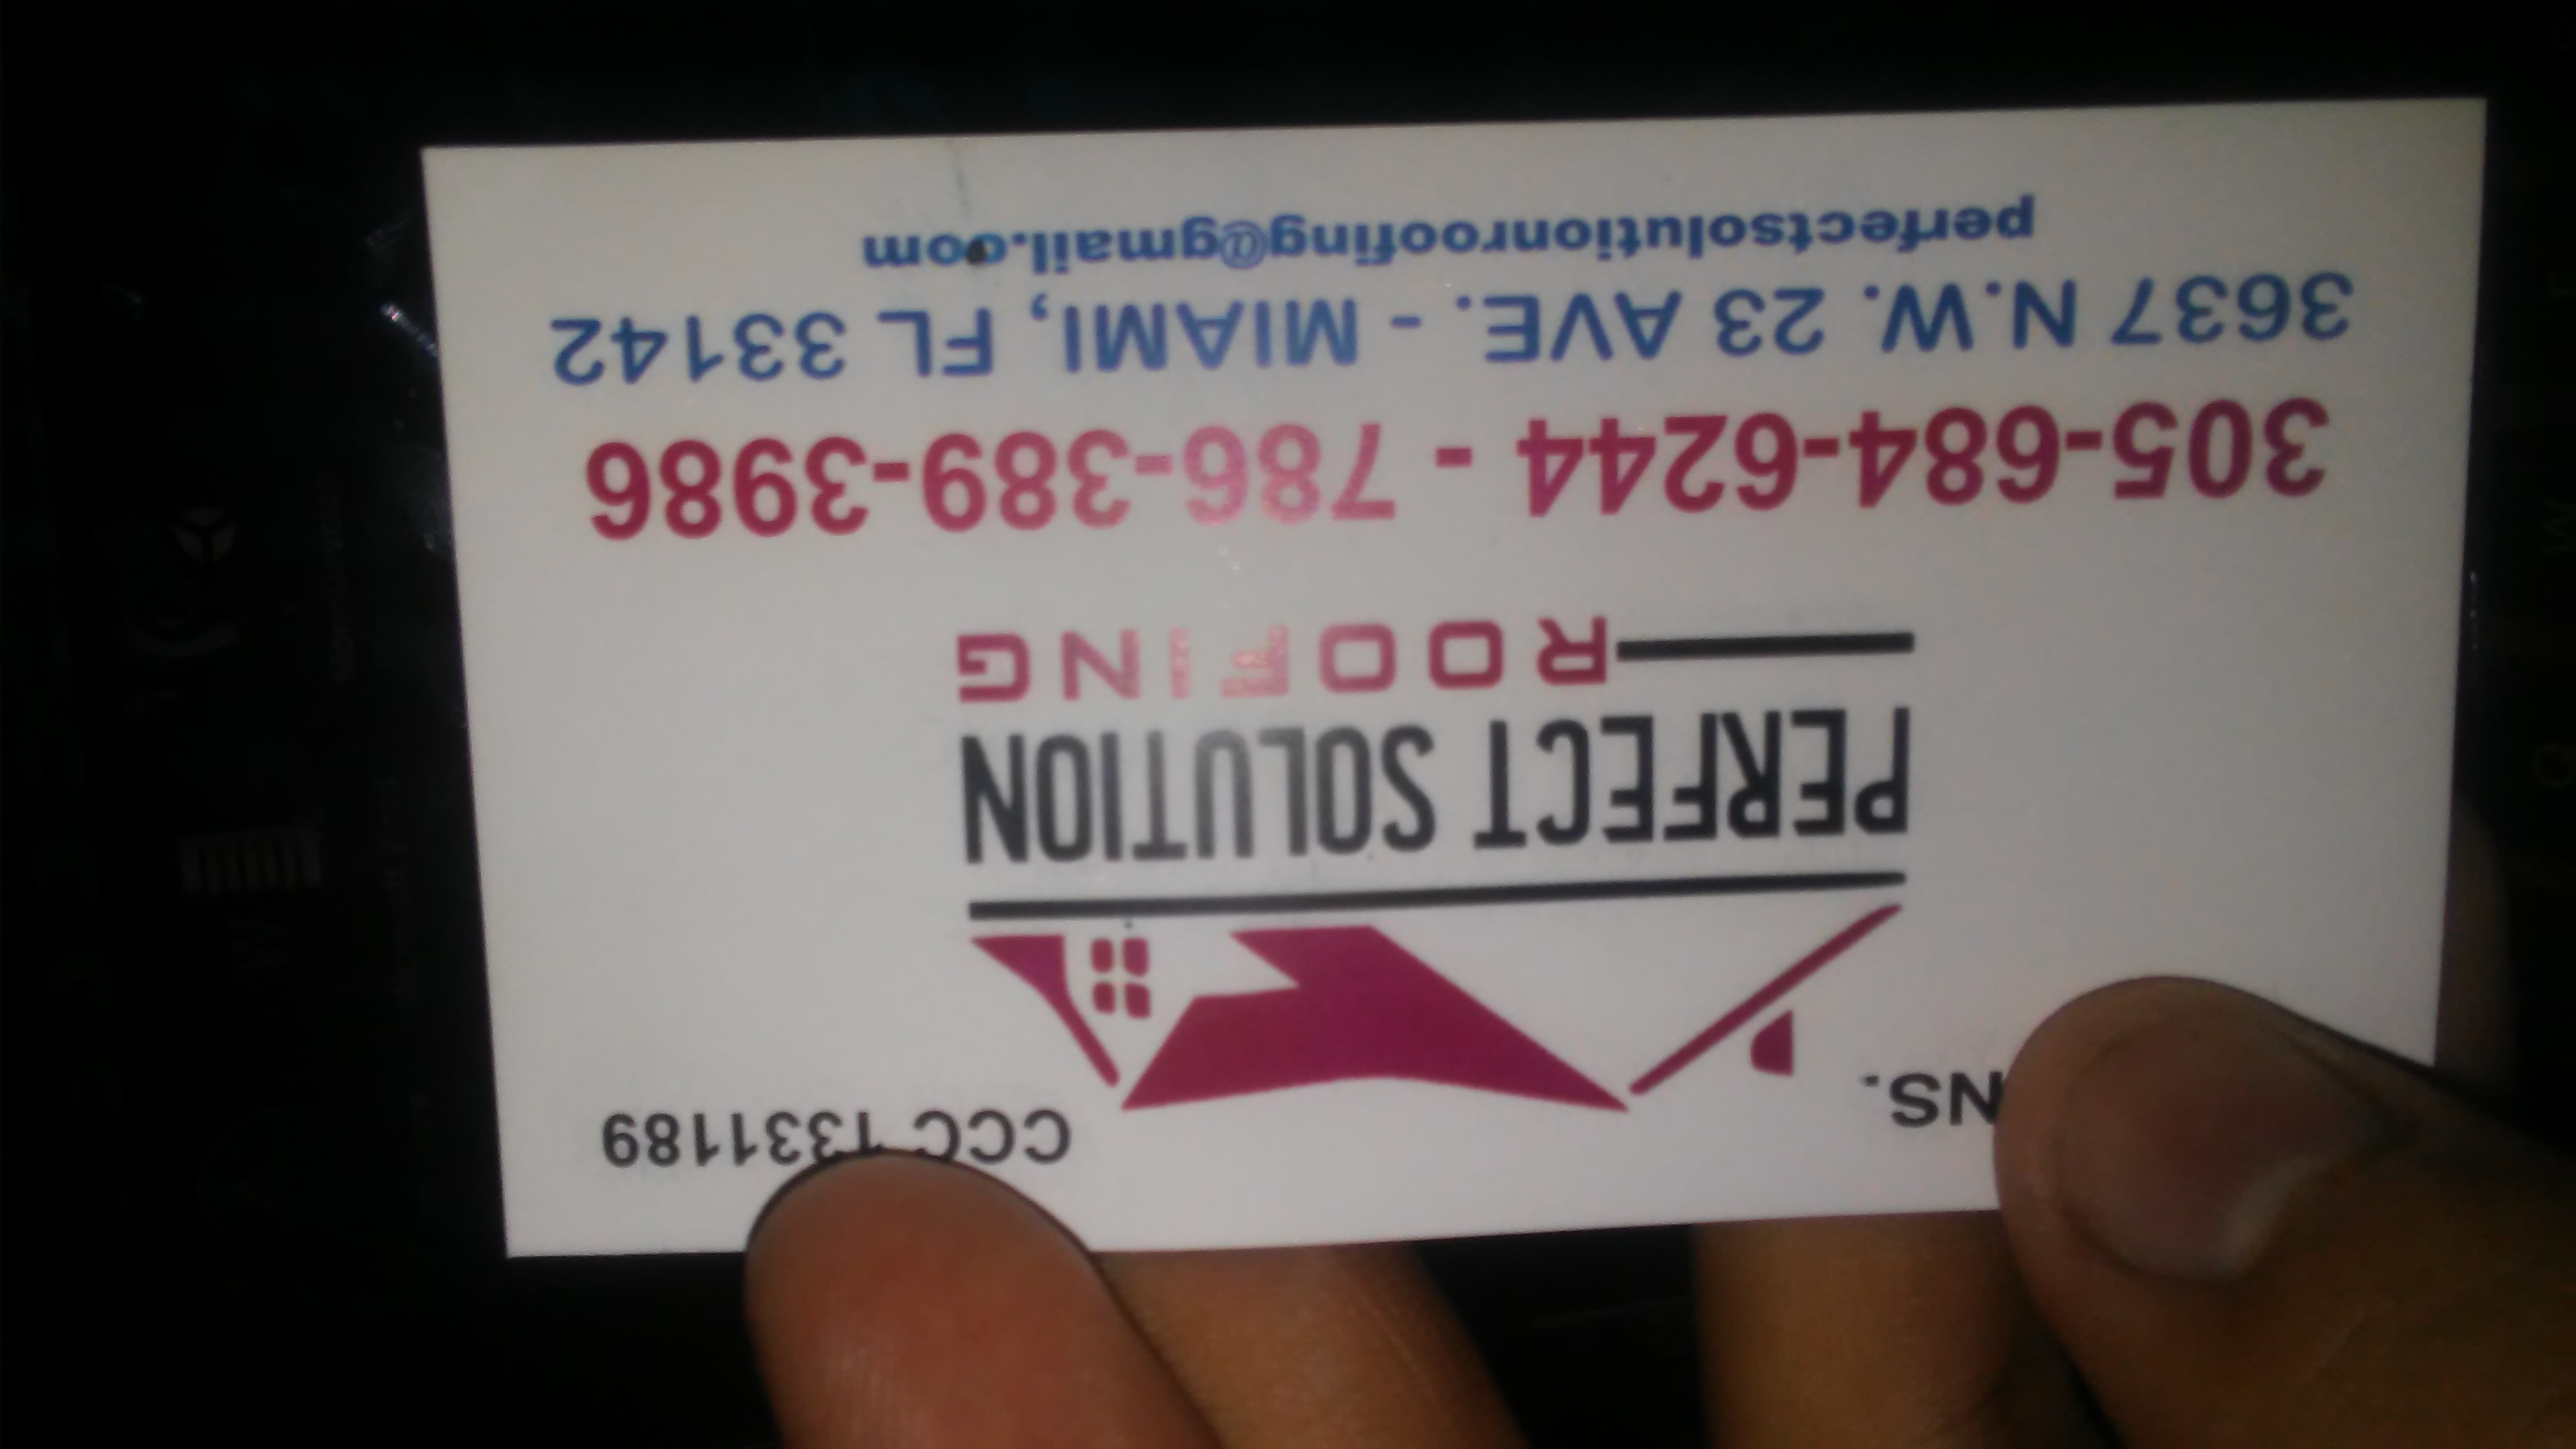 NS. CCC 1331189
PERFECT SOLUTION
ROOFING
305-684-6244 - 786-389-3986
3637 N.W. 23 AVE. - MIAMI, FL 33142
perfectsolutionroofing@gmail.com